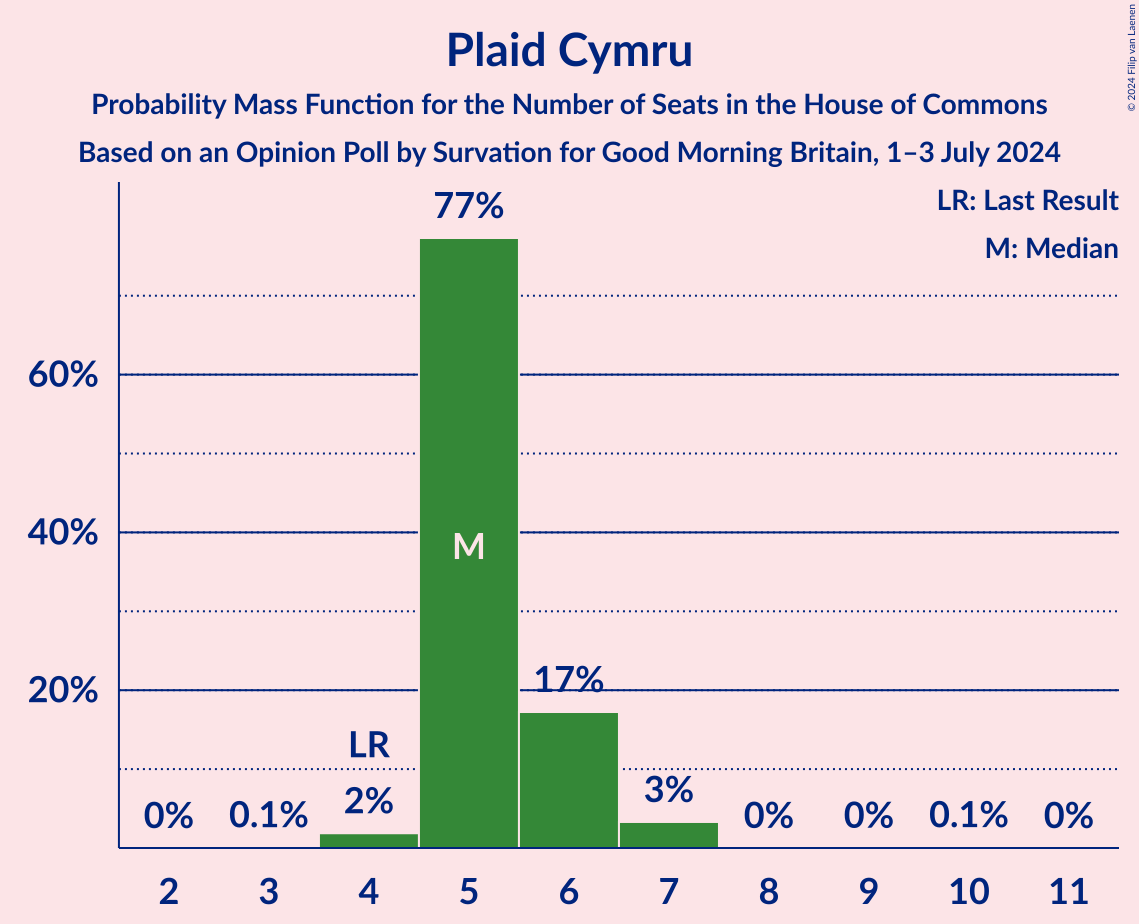 Plaid Cymru
Probability Mass Function for the Number of Seats in the House of Commons
Based on an Opinion Poll by Survation for Good Morning Britain, 1–3 July 2024
© 2024 Filip van Laenen
LR: Last Result
M: Median
77%
60%
40%
M
20%
17%
LR
0%
0.1%
2%
3%
0%
0%
0.1%
0%
2
3
4
5
6
7
8
9
10
11